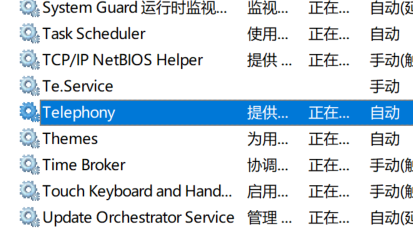 System Guard 运行时监视... 监视... 正在... 自动(延
Task Scheduler 使用... 正在... 自动
TCP/IP NetBIOS Helper 提供 ... 正在... 手动(触
Te.Service 手动
Telephony 提供... 正在... 自动
Themes 为用... 正在... 自动
Time Broker 协调... 正在... 手动(触
Touch Keyboard and Hand... 启用... 正在... 手动(触
Update Orchestrator Service 管理 ... 正在... 自动(延